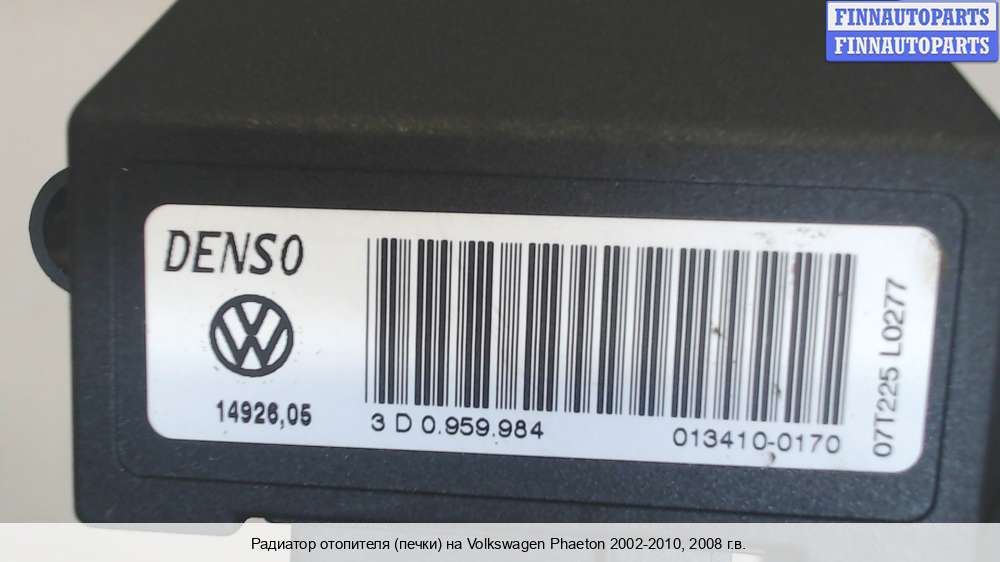 FINNAUTOPARTS
FINNAUTOPARTS
DENSO
14926,05
3 D 0.959.984
013410-0170
07T225 L0277
Радиатор отопителя (печки) на Volkswagen Phaeton 2002-2010, 2008 г.в.